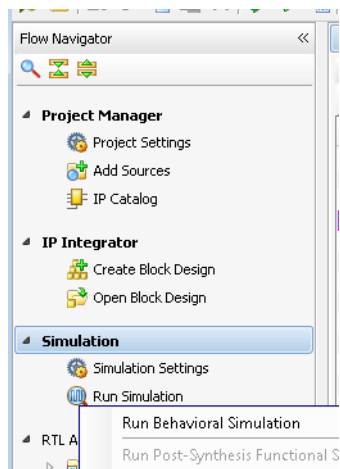 Flow Navigator
Project Manager
Project Settings
Add Sources
IP Catalog
IP Integrator
Create Block Design
Open Block Design
Simulation
Simulation Settings
Run Simulation
Run Behavioral Simulation
RTL A
Run Post-Synthesis Functional S